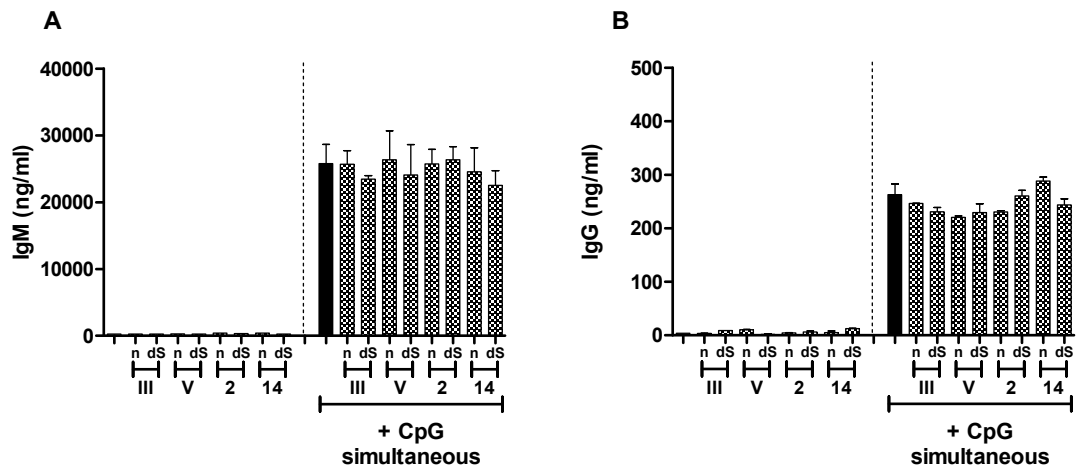 A
IgM (ng/ml)
40000
30000
20000
10000
0
n dS n dS n dS n dS n dS n dS n dS n dS
III V 2 14 III V 2 14
+ CpG
simultaneous
B
IgG (ng/ml)
500
400
300
200
100
0
n dS n dS n dS n dS n dS n dS n dS n dS
III V 2 14 III V 2 14
+ CpG
simultaneous